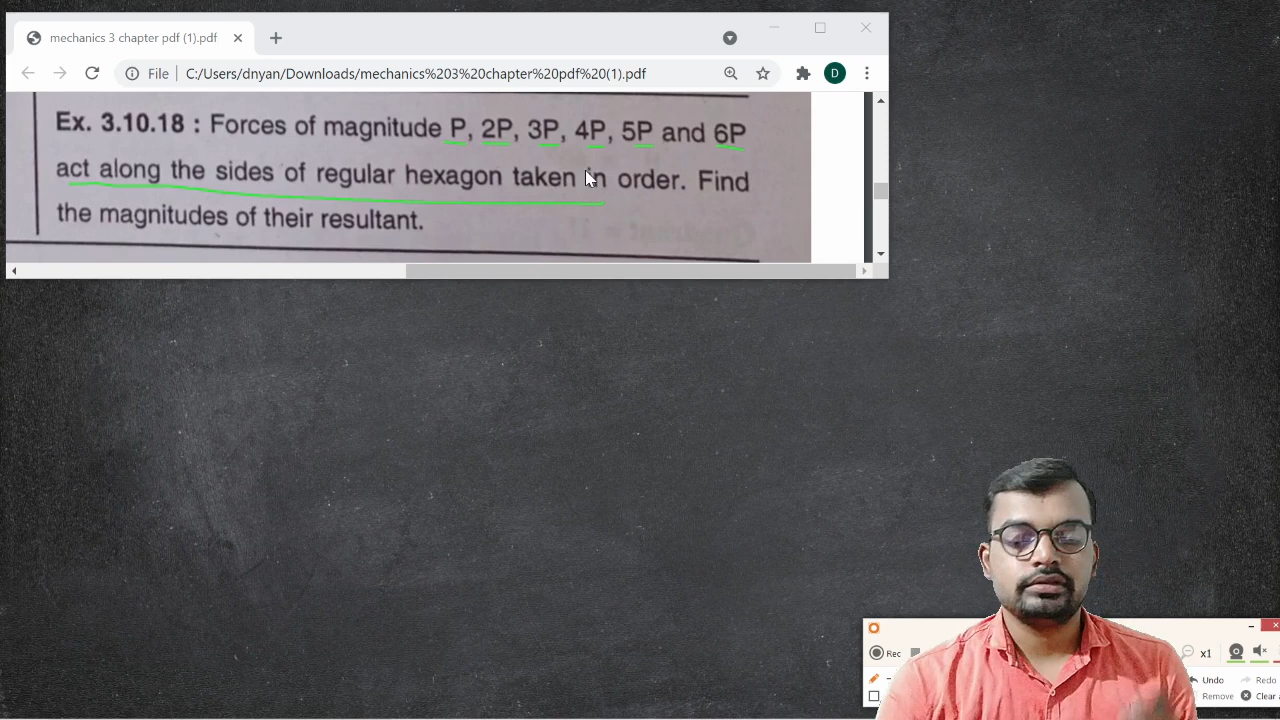 mechanics 3 chapter pdf (1).pdf
File
C:/Users/dnyan/Downloads/mechanics%203%20chapter%20pdf%20(1).pdf
D
Ex. 3.10.18 : Forces of magnitude P, 2P, 3P, 4P, 5P and 6P
act along the sides of regular hexagon taken in order. Find
the magnitudes of their resultant.
Rec
x1
Undo
Redo
Remove
Clear